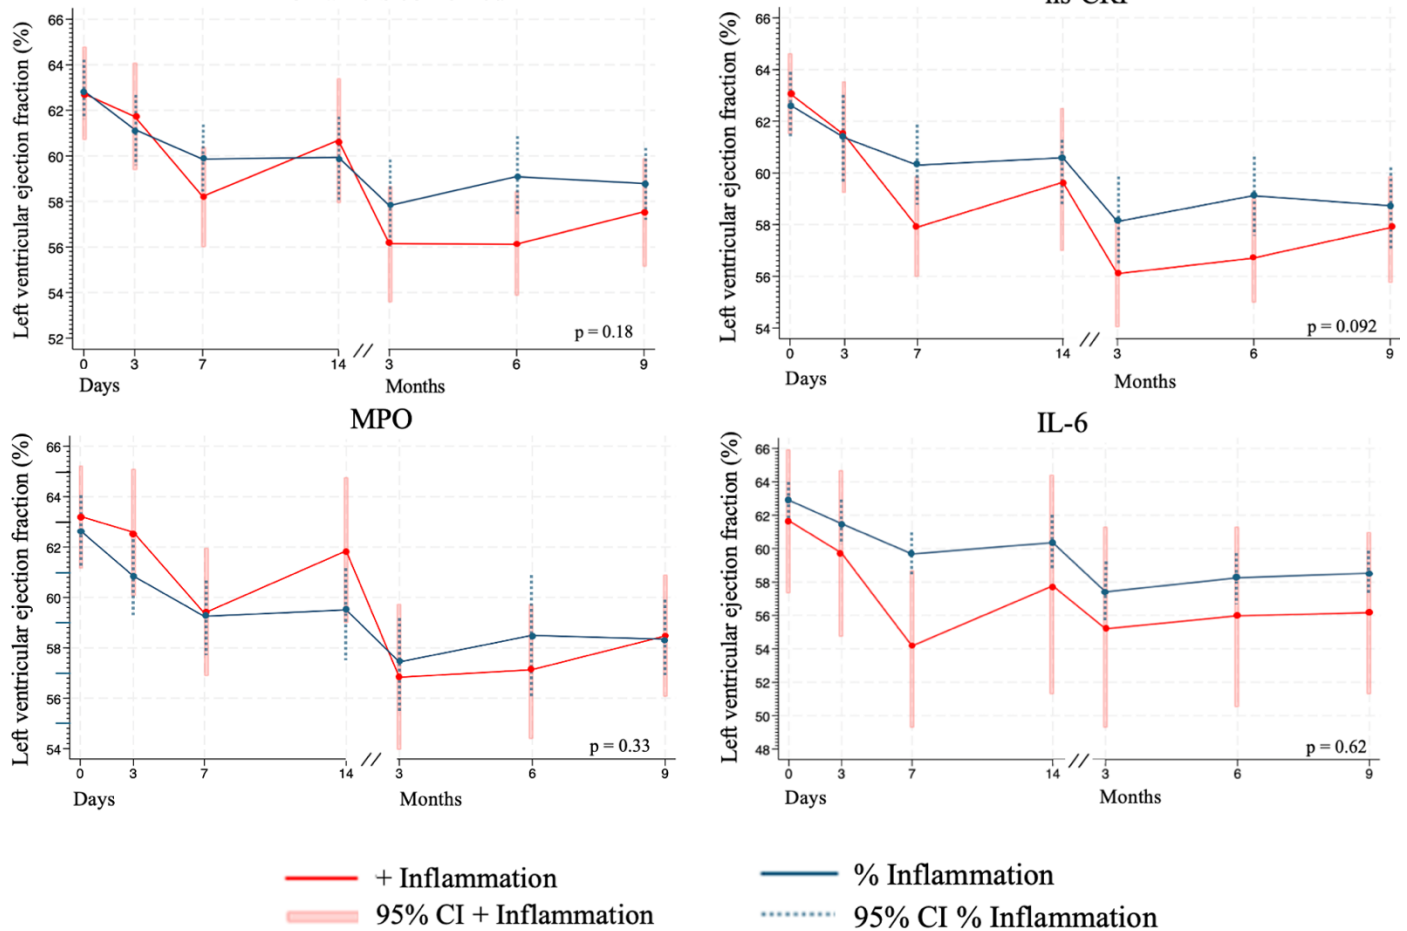 hs-CRP
Left ventricular ejection fraction (%)
66
64
62
60
58
56
54
52
0
3
7
14
3
6
9
Days
Months
p = 0.18
Left ventricular ejection fraction (%)
66
64
62
60
58
56
54
0
3
7
14
3
6
9
Days
Months
p = 0.092
MPO
Left ventricular ejection fraction (%)
66
64
62
60
58
56
54
0
3
7
14
3
6
9
Days
Months
p = 0.33
IL-6
Left ventricular ejection fraction (%)
66
64
62
60
58
56
54
52
50
48
0
3
7
14
3
6
9
Days
Months
p = 0.62
+ Inflammation
% Inflammation
95% CI + Inflammation
95% CI % Inflammation